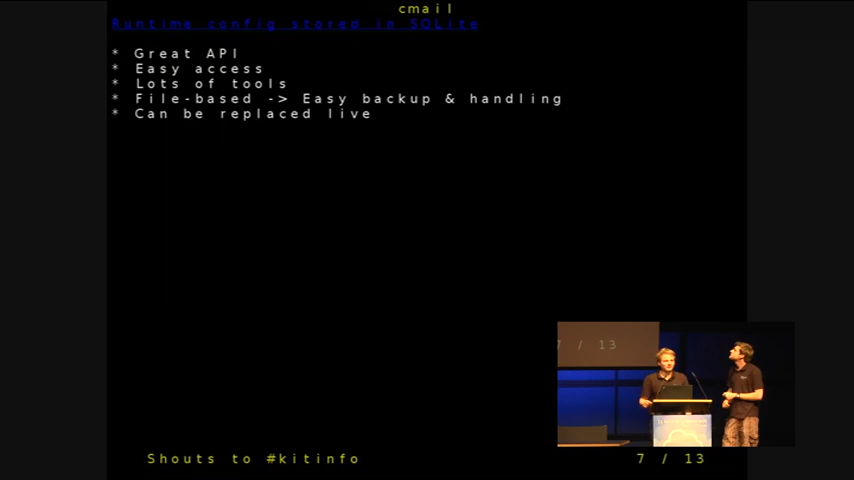 cmail
Runtime config stored in SQLite
* Great API
* Easy access
* Lots of tools
* File-based -> Easy backup & handling
* Can be replaced live
7 / 13
Shouts to #kitinfo
7 / 13